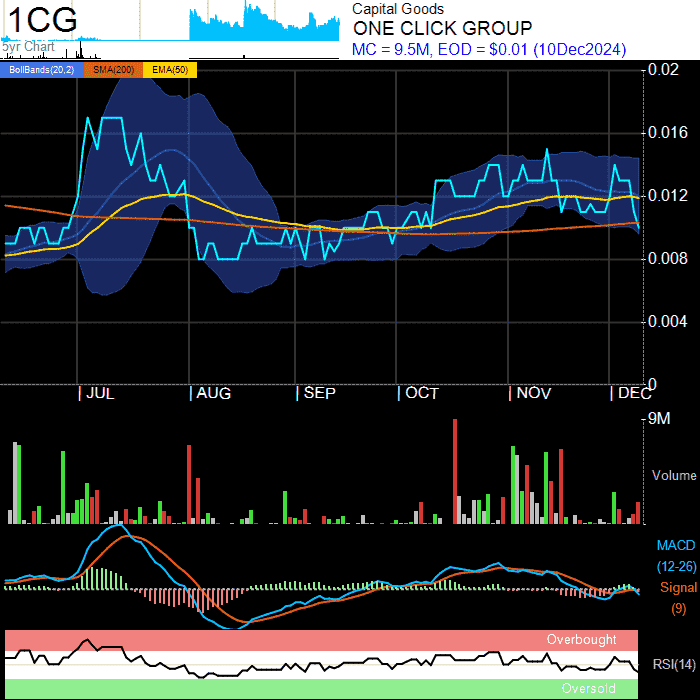 1CG
Capital Goods
ONE CLICK GROUP
MC = 9.5M, EOD = $0.01 (10Dec2024)
5yr Chart
BollBands(20,2) SMA(200) EMA(50)
0.02
0.016
0.012
0.008
0.004
0
JUL AUG SEP OCT NOV DEC
9M
Volume
MACD
(12-26)
Signal
(9)
Overbought
RSI(14)
Oversold